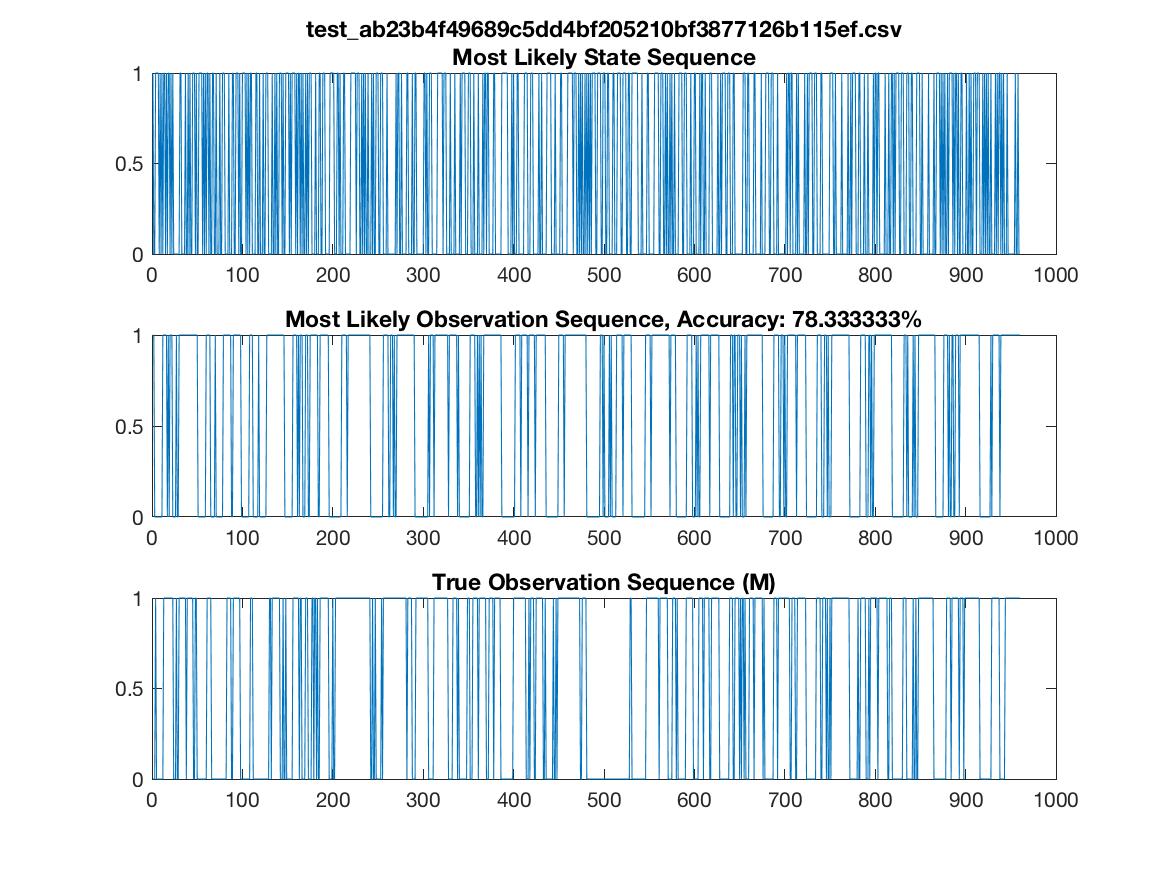 test_ab23b4f49689c5dd4bf205210bf3877126b115ef.csv
Most Likely State Sequence
1
0.5
0
0 100 200 300 400 500 600 700 800 900 1000
Most Likely Observation Sequence, Accuracy: 78.333333%
1
0.5
0
0 100 200 300 400 500 600 700 800 900 1000
True Observation Sequence (M)
1
0.5
0
0 100 200 300 400 500 600 700 800 900 1000